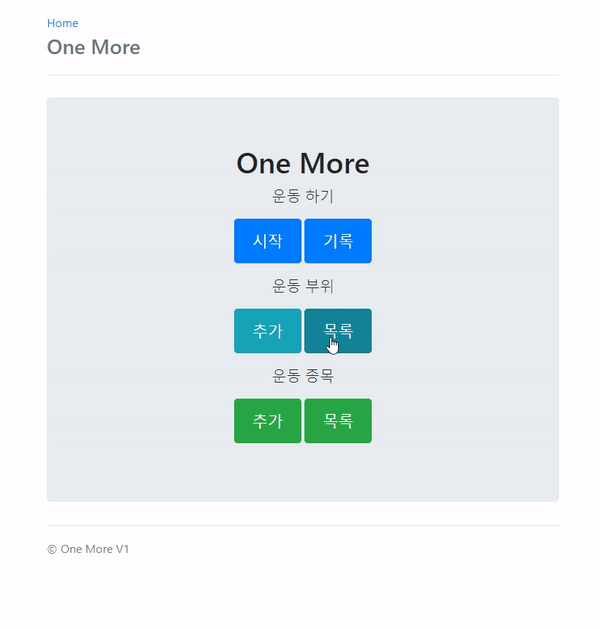 Home
One More
One More
운동 하기
시작 기록
운동 부위
추가 목록
운동 종목
추가 목록
© One More V1